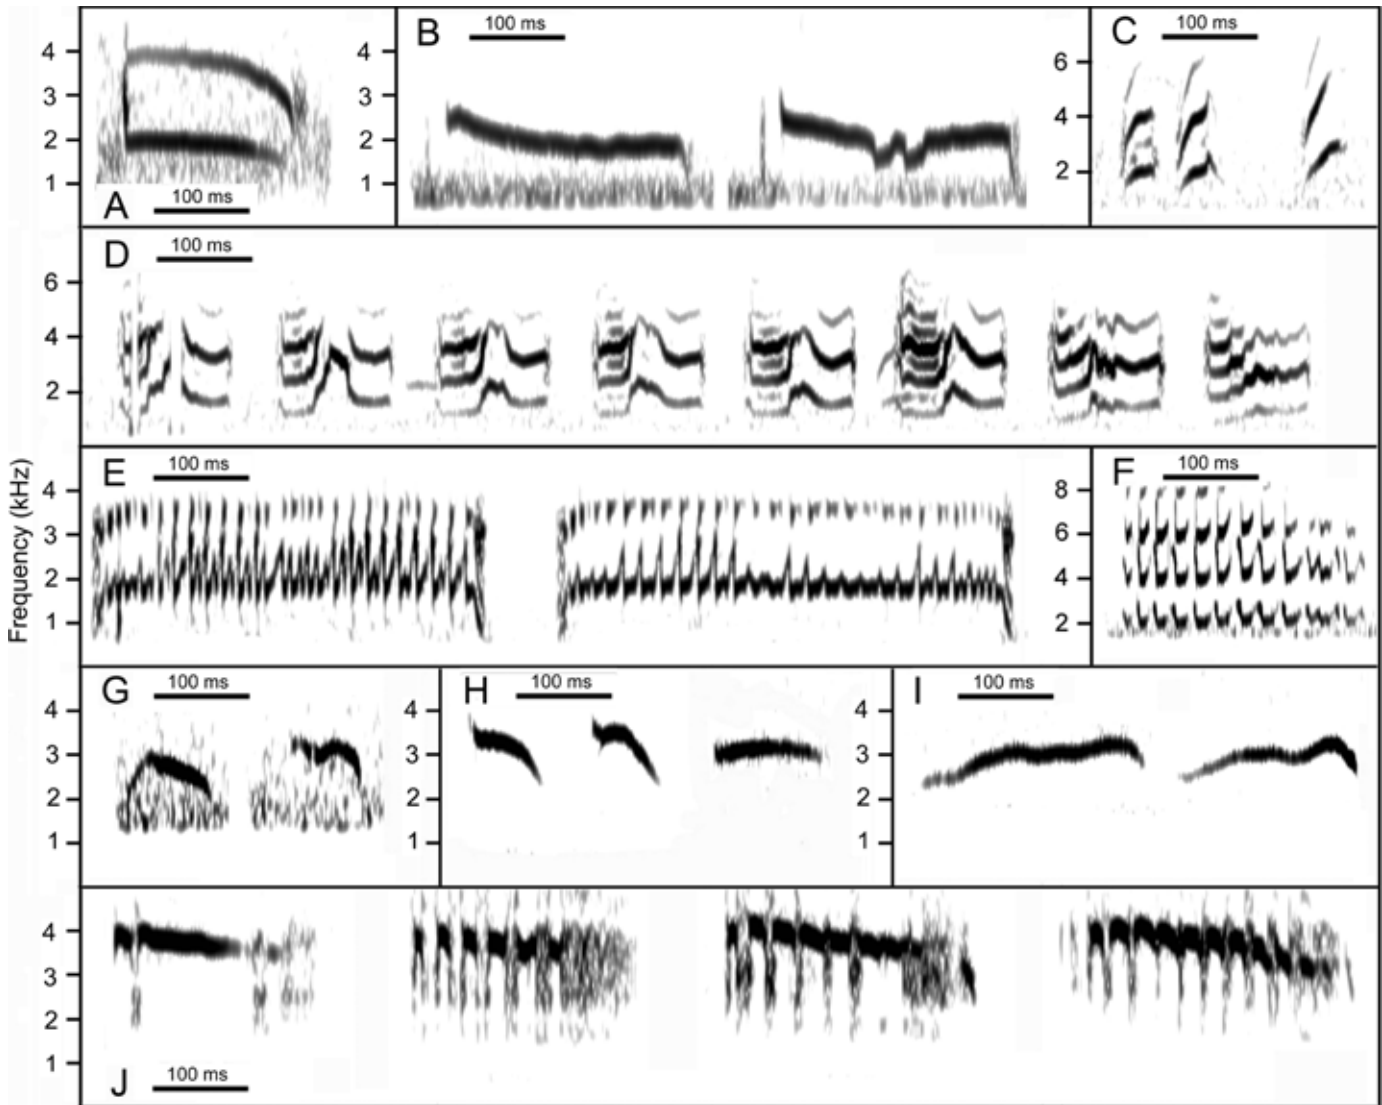 B 100 ms C 100 ms
4 4 6
3 3 4
2 2 2
1 1
100 ms
A
D 100 ms
6
4
2
E 100 ms F 100 ms
4 8
3 6
2 4
1 2
Frequency (kHz)
G 100 ms H 100 ms I 100 ms
4 4 4
3 3 3
2 2 2
1 1 1
4
3
2
1
J 100 ms